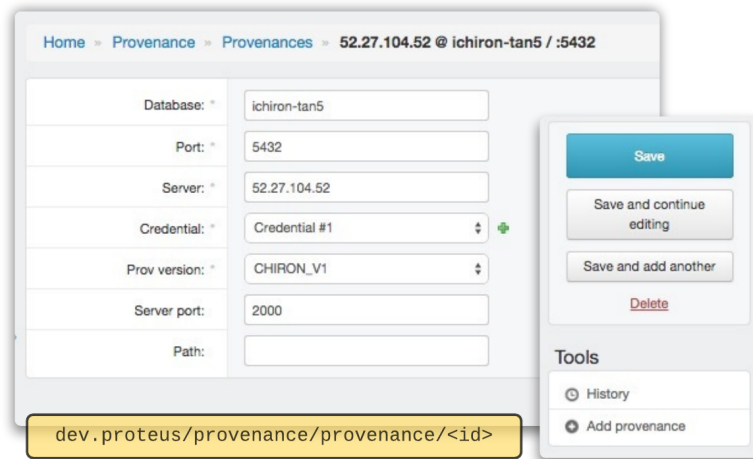 Home » Provenance » Provenances » 52.27.104.52 @ ichiron-tan5 / :5432
Database: * ichiron-tan5
Port: * 5432
Server: * 52.27.104.52
Credential: * Credential #1
Prov version: * CHIRON_V1
Server port: 2000
Path:
Save
Save and continue
editing
Save and add another
Delete
Tools
History
Add provenance
dev.proteus/provenance/provenance/<id>